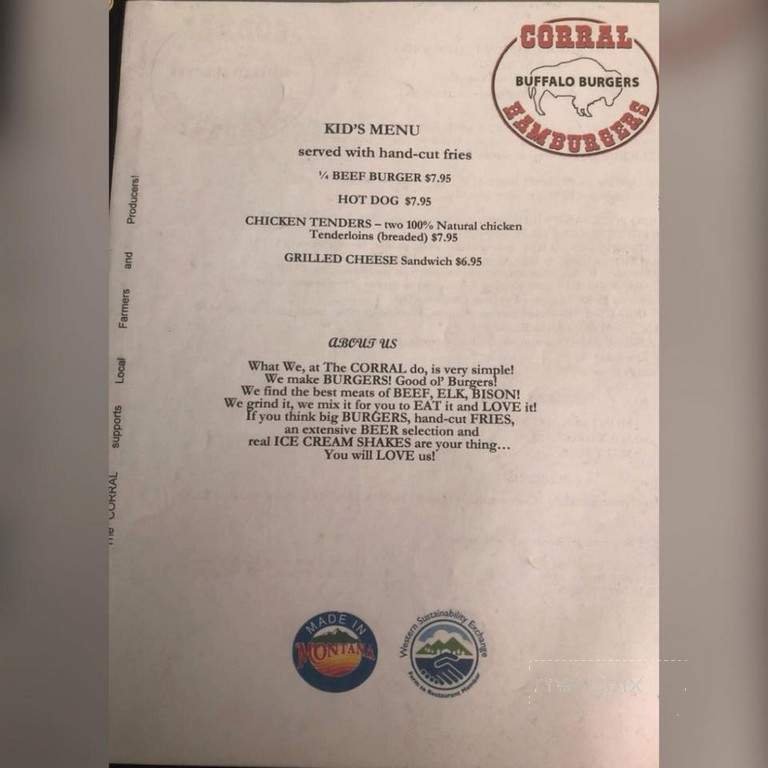 CORRAL
BUFFALO BURGERS
HAMBURGERS
KID'S MENU
served with hand-cut fries
¼ BEEF BURGER $7.95
HOT DOG $7.95
CHICKEN TENDERS – two 100% Natural chicken
Tenderloins (breaded) $7.95
GRILLED CHEESE Sandwich $6.95
The CORRAL supports Local Farmers and Producers!
ABOUT US
What We, at The CORRAL do, is very simple!
We make BURGERS! Good ol' Burgers!
We find the best meats of BEEF, ELK, BISON!
We grind it, we mix it for you to EAT it and LOVE it!
If you think big BURGERS, hand-cut FRIES,
an extensive BEER selection and
real ICE CREAM SHAKES are your thing...
You will LOVE us!
MADE IN
MONTANA
Western Sustainability Exchange
Farm to Restaurant Member